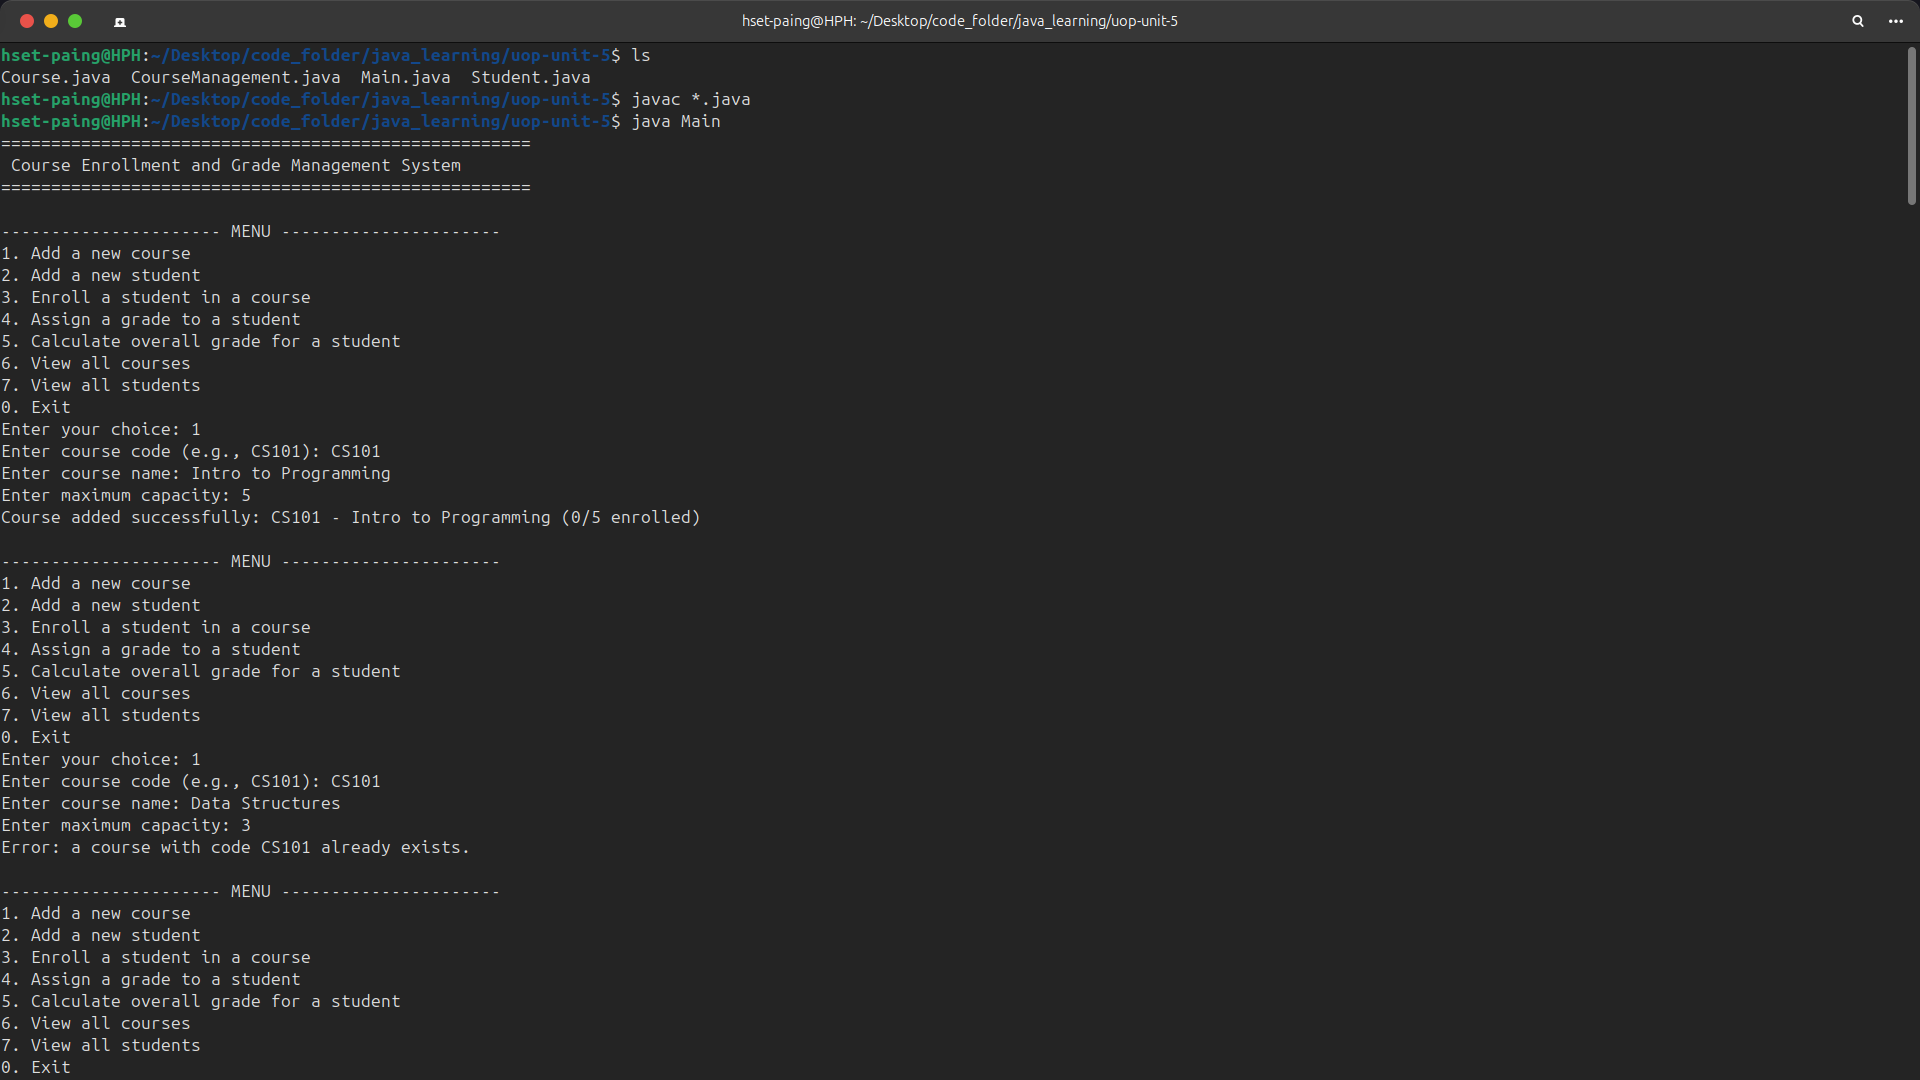 hset-paing@HPH: ~/Desktop/code_folder/java_learning/uop-unit-5
hset-paing@HPH:~/Desktop/code_folder/java_learning/uop-unit-5$ ls
Course.java  CourseManagement.java  Main.java  Student.java
hset-paing@HPH:~/Desktop/code_folder/java_learning/uop-unit-5$ javac *.java
hset-paing@HPH:~/Desktop/code_folder/java_learning/uop-unit-5$ java Main
=====================================================
 Course Enrollment and Grade Management System
=====================================================

---------------------- MENU ----------------------
1. Add a new course
2. Add a new student
3. Enroll a student in a course
4. Assign a grade to a student
5. Calculate overall grade for a student
6. View all courses
7. View all students
0. Exit
Enter your choice: 1
Enter course code (e.g., CS101): CS101
Enter course name: Intro to Programming
Enter maximum capacity: 5
Course added successfully: CS101 - Intro to Programming (0/5 enrolled)

---------------------- MENU ----------------------
1. Add a new course
2. Add a new student
3. Enroll a student in a course
4. Assign a grade to a student
5. Calculate overall grade for a student
6. View all courses
7. View all students
0. Exit
Enter your choice: 1
Enter course code (e.g., CS101): CS101
Enter course name: Data Structures
Enter maximum capacity: 3
Error: a course with code CS101 already exists.

---------------------- MENU ----------------------
1. Add a new course
2. Add a new student
3. Enroll a student in a course
4. Assign a grade to a student
5. Calculate overall grade for a student
6. View all courses
7. View all students
0. Exit